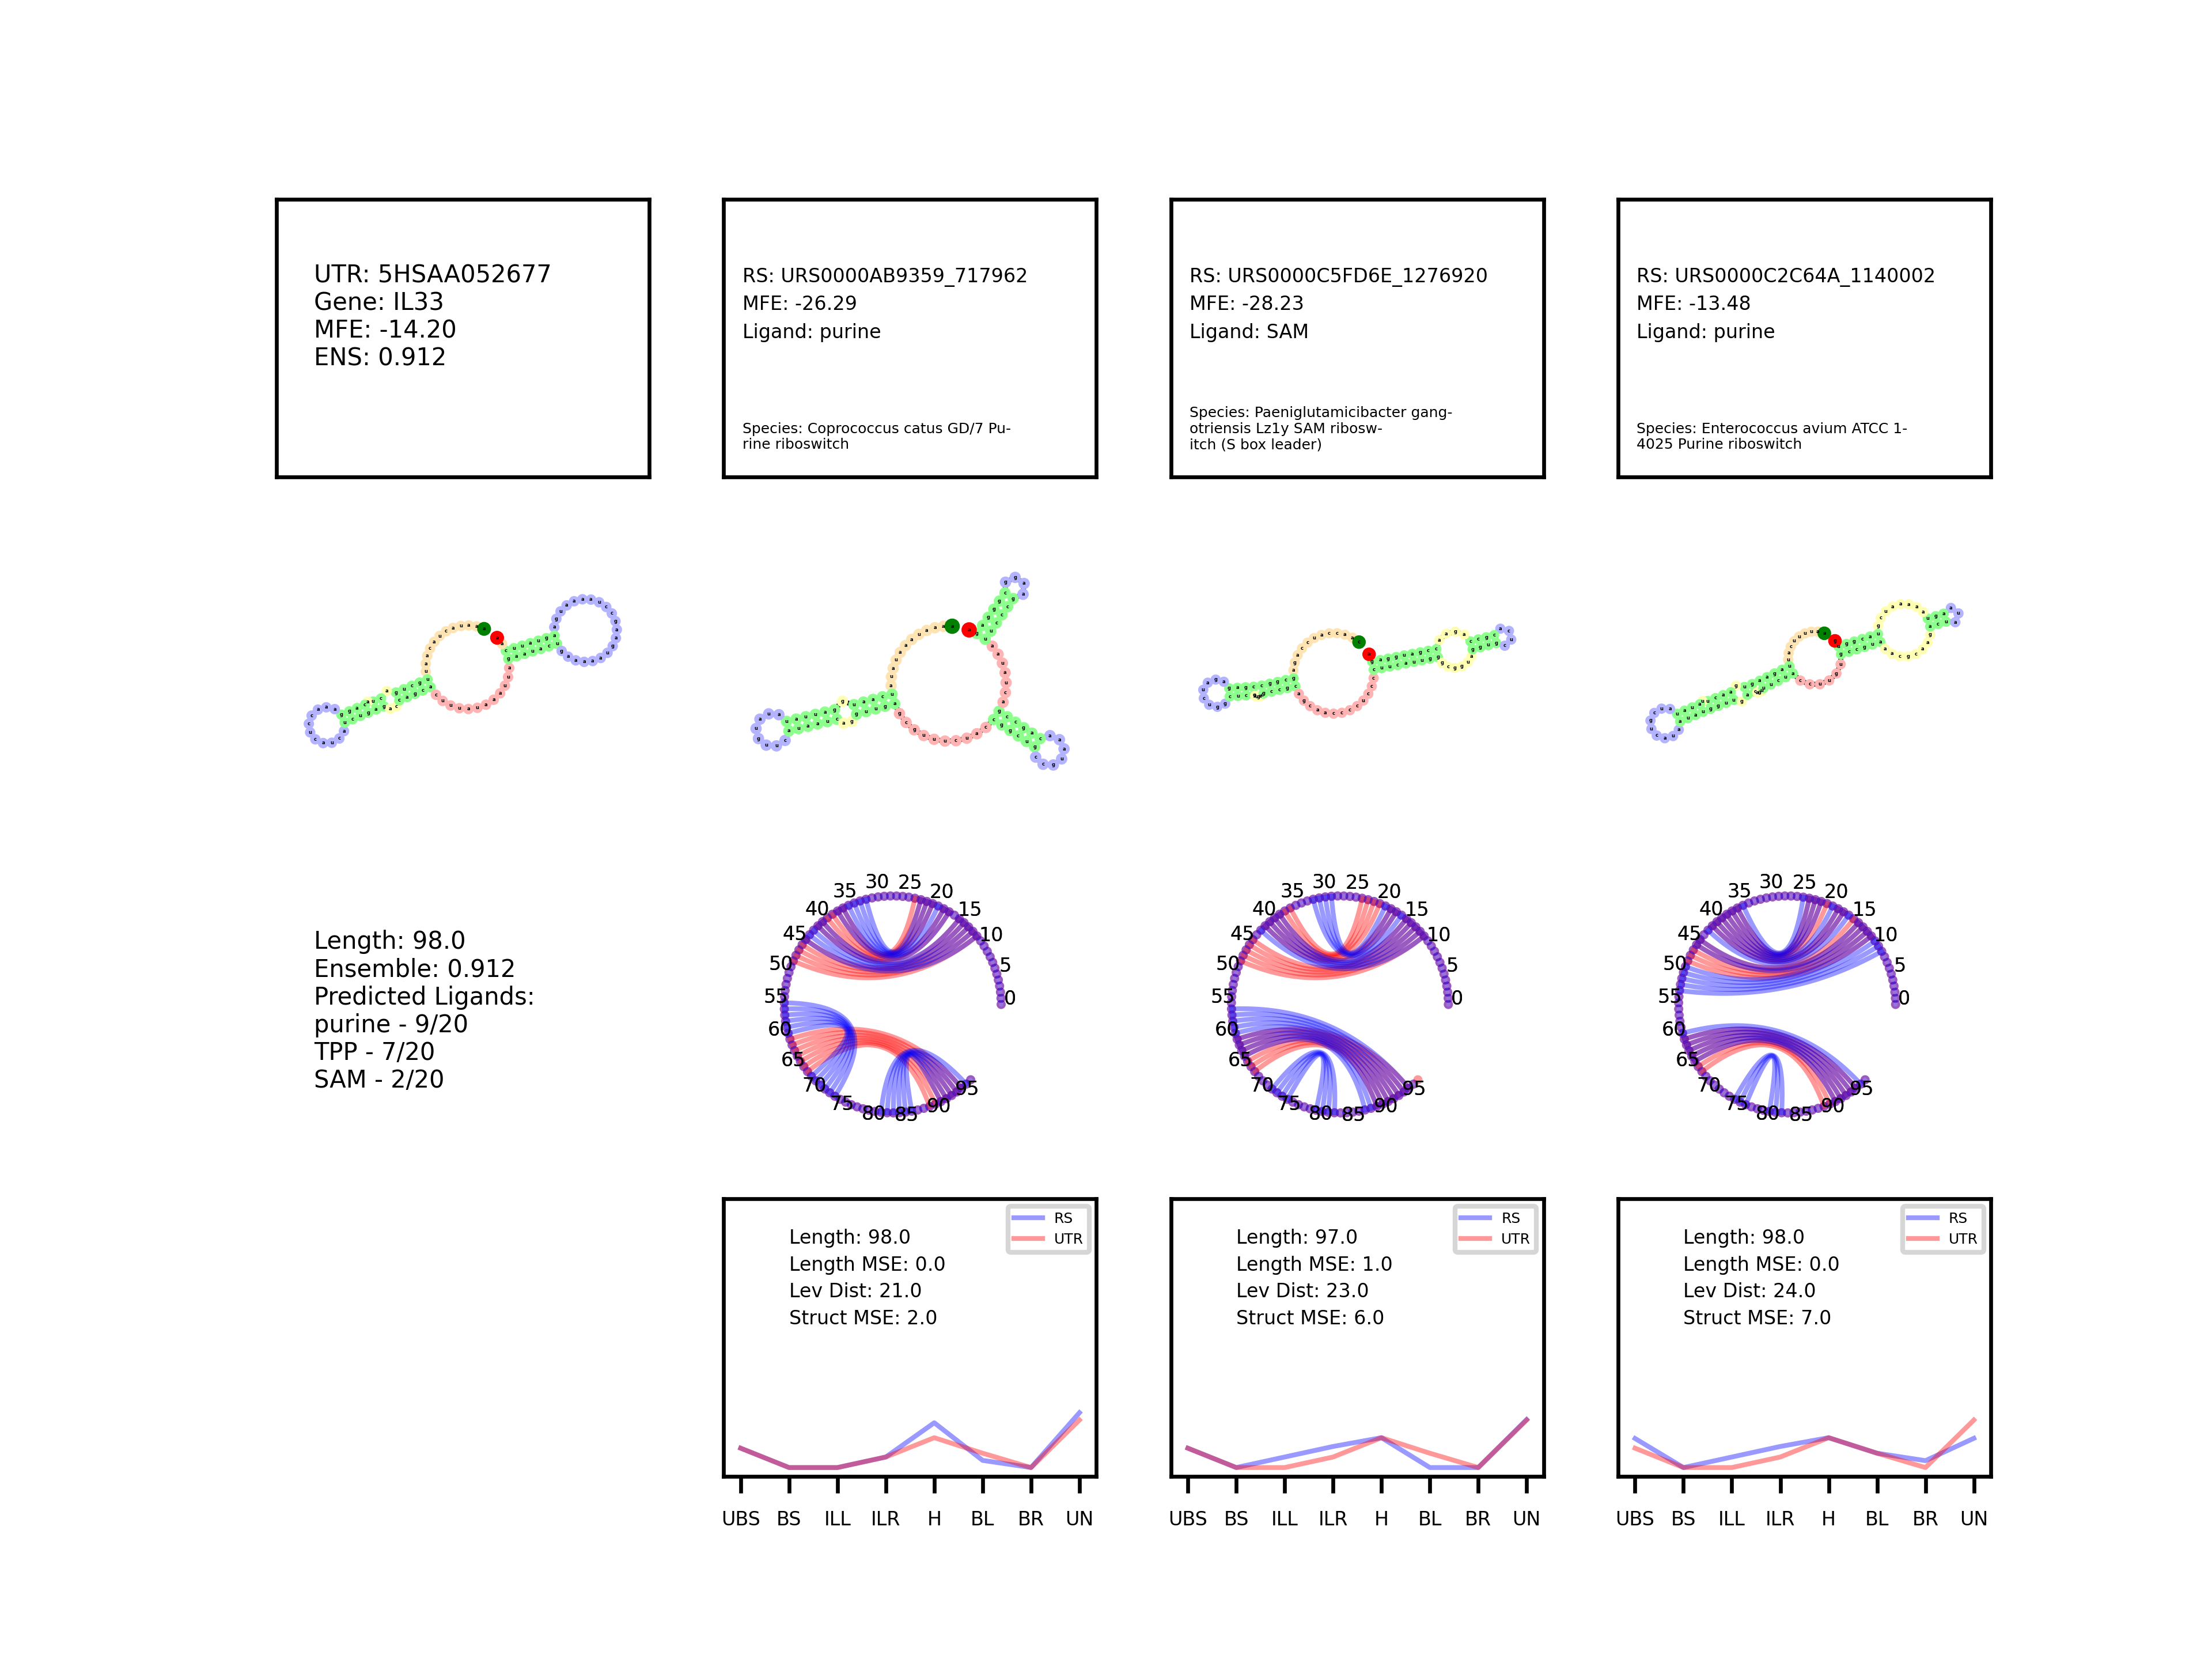 UTR: 5HSAA052677
Gene: IL33
MFE: -14.20
ENS: 0.912
RS: URS0000AB9359_717962
MFE: -26.29
Ligand: purine
Species: Coprococcus catus GD/7 Pu-
rine riboswitch
RS: URS0000C5FD6E_1276920
MFE: -28.23
Ligand: SAM
Species: Paeniglutamicibacter gang-
otriensis Lz1y SAM ribosw-
itch (S box leader)
RS: URS0000C2C64A_1140002
MFE: -13.48
Ligand: purine
Species: Enterococcus avium ATCC 1-
4025 Purine riboswitch
Length: 98.0
Ensemble: 0.912
Predicted Ligands:
purine - 9/20
TPP - 7/20
SAM - 2/20
0
5
10
15
20
25
30
35
40
45
50
55
60
65
70
75
80
85
90
95
0
5
10
15
20
25
30
35
40
45
50
55
60
65
70
75
80
85
90
95
0
5
10
15
20
25
30
35
40
45
50
55
60
65
70
75
80
85
90
95
RS
UTR
Length: 98.0
Length MSE: 0.0
Lev Dist: 21.0
Struct MSE: 2.0
UBS BS ILL ILR H BL BR UN
RS
UTR
Length: 97.0
Length MSE: 1.0
Lev Dist: 23.0
Struct MSE: 6.0
UBS BS ILL ILR H BL BR UN
RS
UTR
Length: 98.0
Length MSE: 0.0
Lev Dist: 24.0
Struct MSE: 7.0
UBS BS ILL ILR H BL BR UN